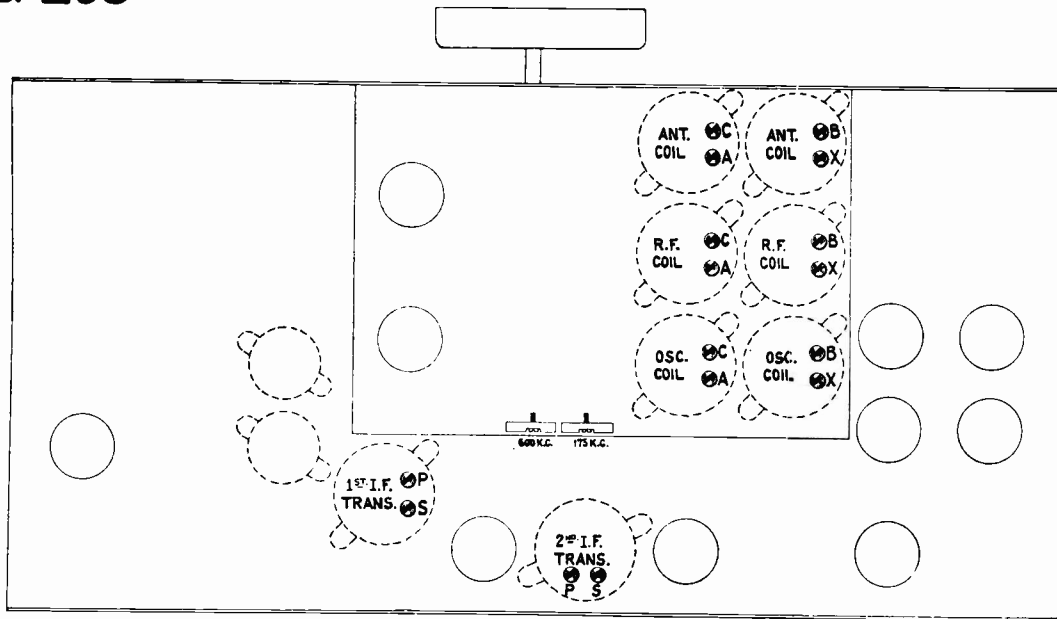 ANT. COIL C A
ANT. COIL B X
R.F. COIL C A
R.F. COIL B X
OSC. COIL C A
OSC. COIL B X
600 K.C. 175 K.C.
1ST. I.F. TRANS. P S
2ND. I.F. TRANS. P S